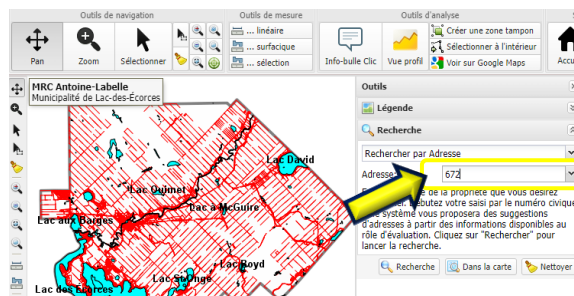 Outils de navigation
Outils de mesure
Outils d'analyse
Pan
Zoom
Sélectionner
... linéaire
... surfacique
... sélection
Info-bulle Clic
Vue profil
Créer une zone tampon
Sélectionner à l'intérieur
Voir sur Google Maps
MRC Antoine-Labelle
Municipalité de Lac-des-Écorces
Lac David
Lac Ouimet
Lac a McGuire
Lac aux Barges
Lac Boyd
Lac des Écorces
Outils
Légende
Recherche
Rechercher par Adresse
Adresse:
672
de la propriété que vous désirez
Débutez votre saisi par le numéro civique
système vous proposera des suggestions
d'adresses à partir des informations disponibles au
rôle d'évaluation. Cliquez sur "Rechercher" pour
lancer la recherche.
Recherche
Dans la carte
Nettoyer